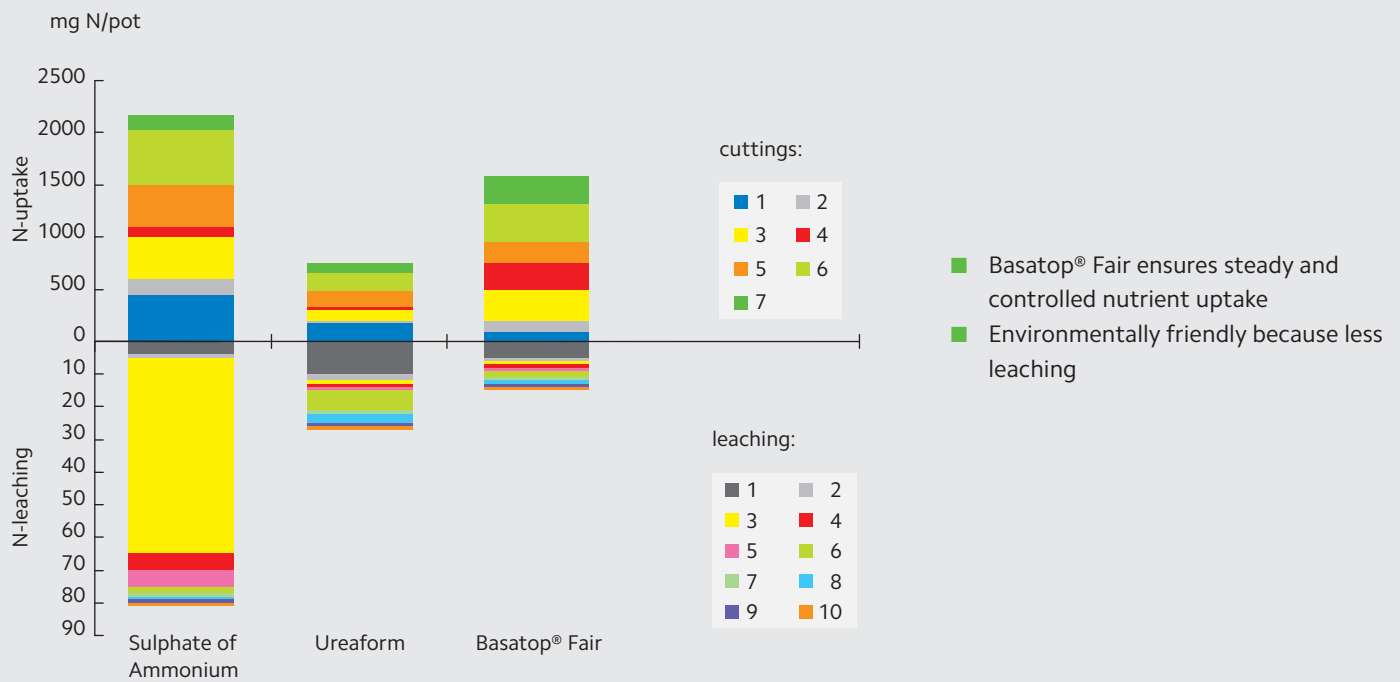 mg N/pot
2500
2000
1500
1000
500
0
10
20
30
40
50
60
70
80
90
N-uptake
N-leaching
Sulphate of
Ammonium
Ureaform
Basatop® Fair
cuttings:
1 2
3 4
5 6
7
leaching:
1 2
3 4
5 6
7 8
9 10
Basatop® Fair ensures steady and
controlled nutrient uptake
Environmentally friendly because less
leaching